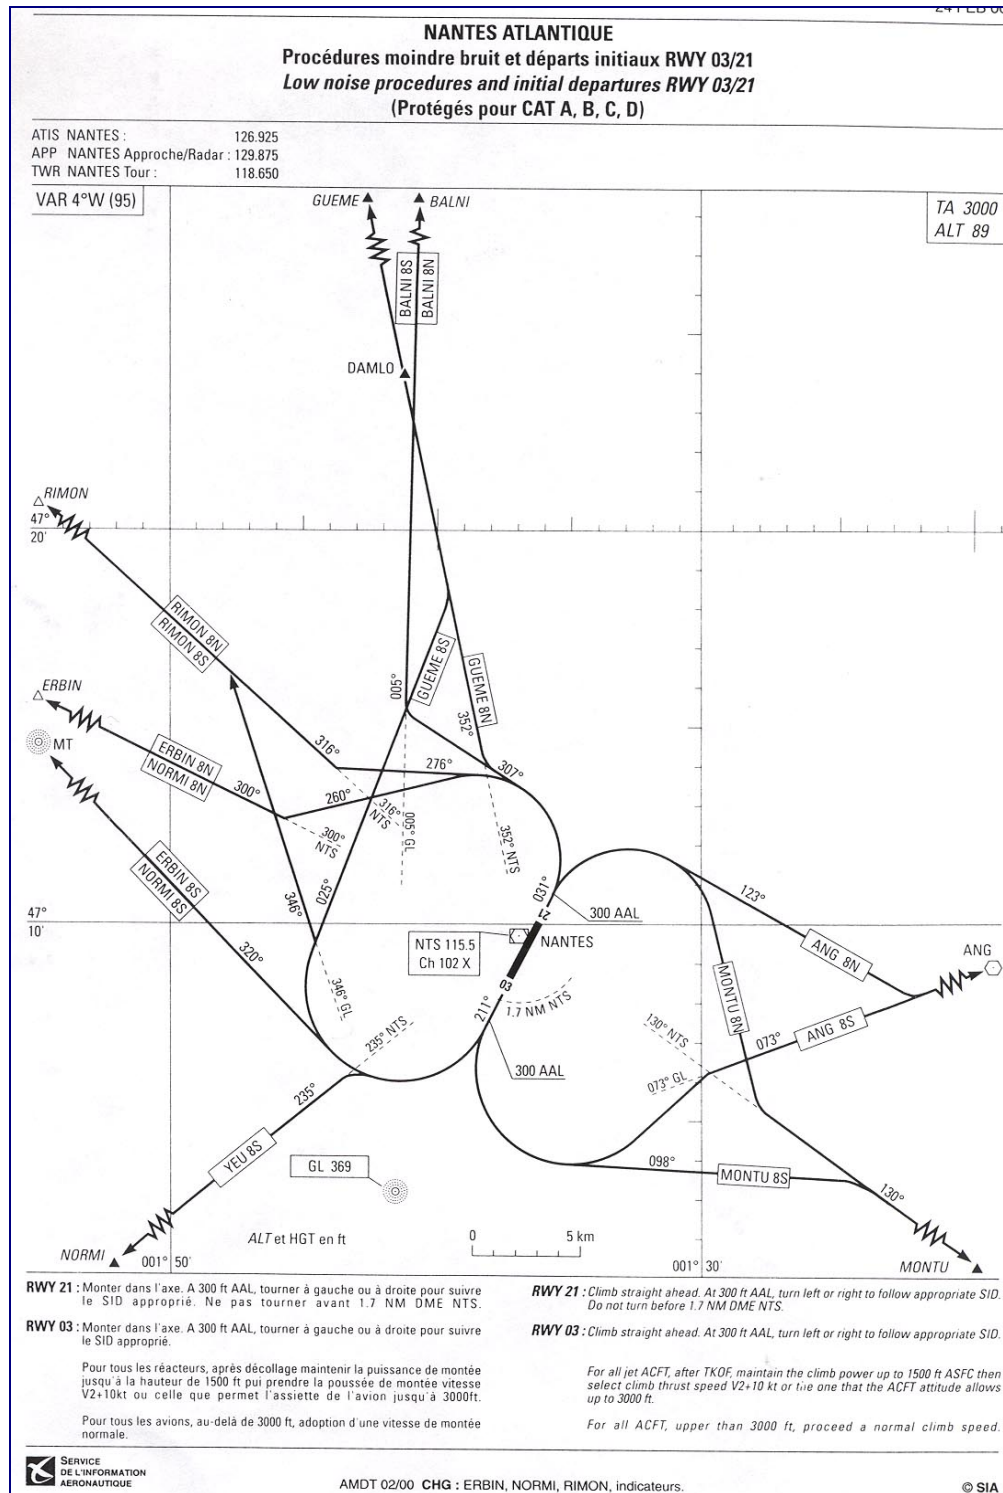 NANTES ATLANTIQUE
Procédures moindre bruit et départs initiaux RWY 03/21
Low noise procedures and initial departures RWY 03/21
(Protégés pour CAT A, B, C, D)
ATIS NANTES : 126.925
APP NANTES Approche/Radar : 129.875
TWR NANTES Tour : 118.650
VAR 4°W (95)
GUEME
BALNI
TA 3000
ALT 89
BALNI 8S
BALNI 8N
DAMLO
RIMON
47°
20'
RIMON 8N
RIMON 8S
GUEME 8S
GUEME 8N
ERBIN
005°
352°
MT
ERBIN 8N
NORMI 8N
316°
276°
307°
300°
260°
316°
NTS
300°
NTS
005° GL
352° NTS
ERBIN 8S
NORMI 8S
346°
025°
031°
123°
47°
10'
21
300 AAL
320°
NTS 115.5
Ch 102 X
NANTES
ANG 8N
ANG
346° GL
03
211°
1.7 NM NTS
MONTU 8N
235° NTS
130° NTS
073°
ANG 8S
300 AAL
073° GL
235°
YEU 8S
GL 369
098°
MONTU 8S
130°
ALT et HGT en ft
0 5 km
NORMI
001° 50'
001° 30'
MONTU
RWY 21 : Monter dans l'axe. A 300 ft AAL, tourner à gauche ou à droite pour suivre
le SID approprié. Ne pas tourner avant 1.7 NM DME NTS.
RWY 03 : Monter dans l'axe. A 300 ft AAL, tourner à gauche ou à droite pour suivre
le SID approprié.
Pour tous les réacteurs, après décollage maintenir la puissance de montée
jusqu'à la hauteur de 1500 ft pui prendre la poussée de montée vitesse
V2+10kt ou celle que permet l'assiette de l'avion jusqu'à 3000ft.
Pour tous les avions, au-delà de 3000 ft, adoption d'une vitesse de montée
normale.
RWY 21 : Climb straight ahead. At 300 ft AAL, turn left or right to follow appropriate SID.
Do not turn before 1.7 NM DME NTS.
RWY 03 : Climb straight ahead. At 300 ft AAL, turn left or right to follow appropriate SID.
For all jet ACFT, after TKOF, maintain the climb power up to 1500 ft ASFC then
select climb thrust speed V2+10 kt or the one that the ACFT attitude allows
up to 3000 ft.
For all ACFT, upper than 3000 ft, proceed a normal climb speed.
SERVICE
DE L'INFORMATION
AERONAUTIQUE
AMDT 02/00 CHG : ERBIN, NORMI, RIMON, indicateurs.
© SIA